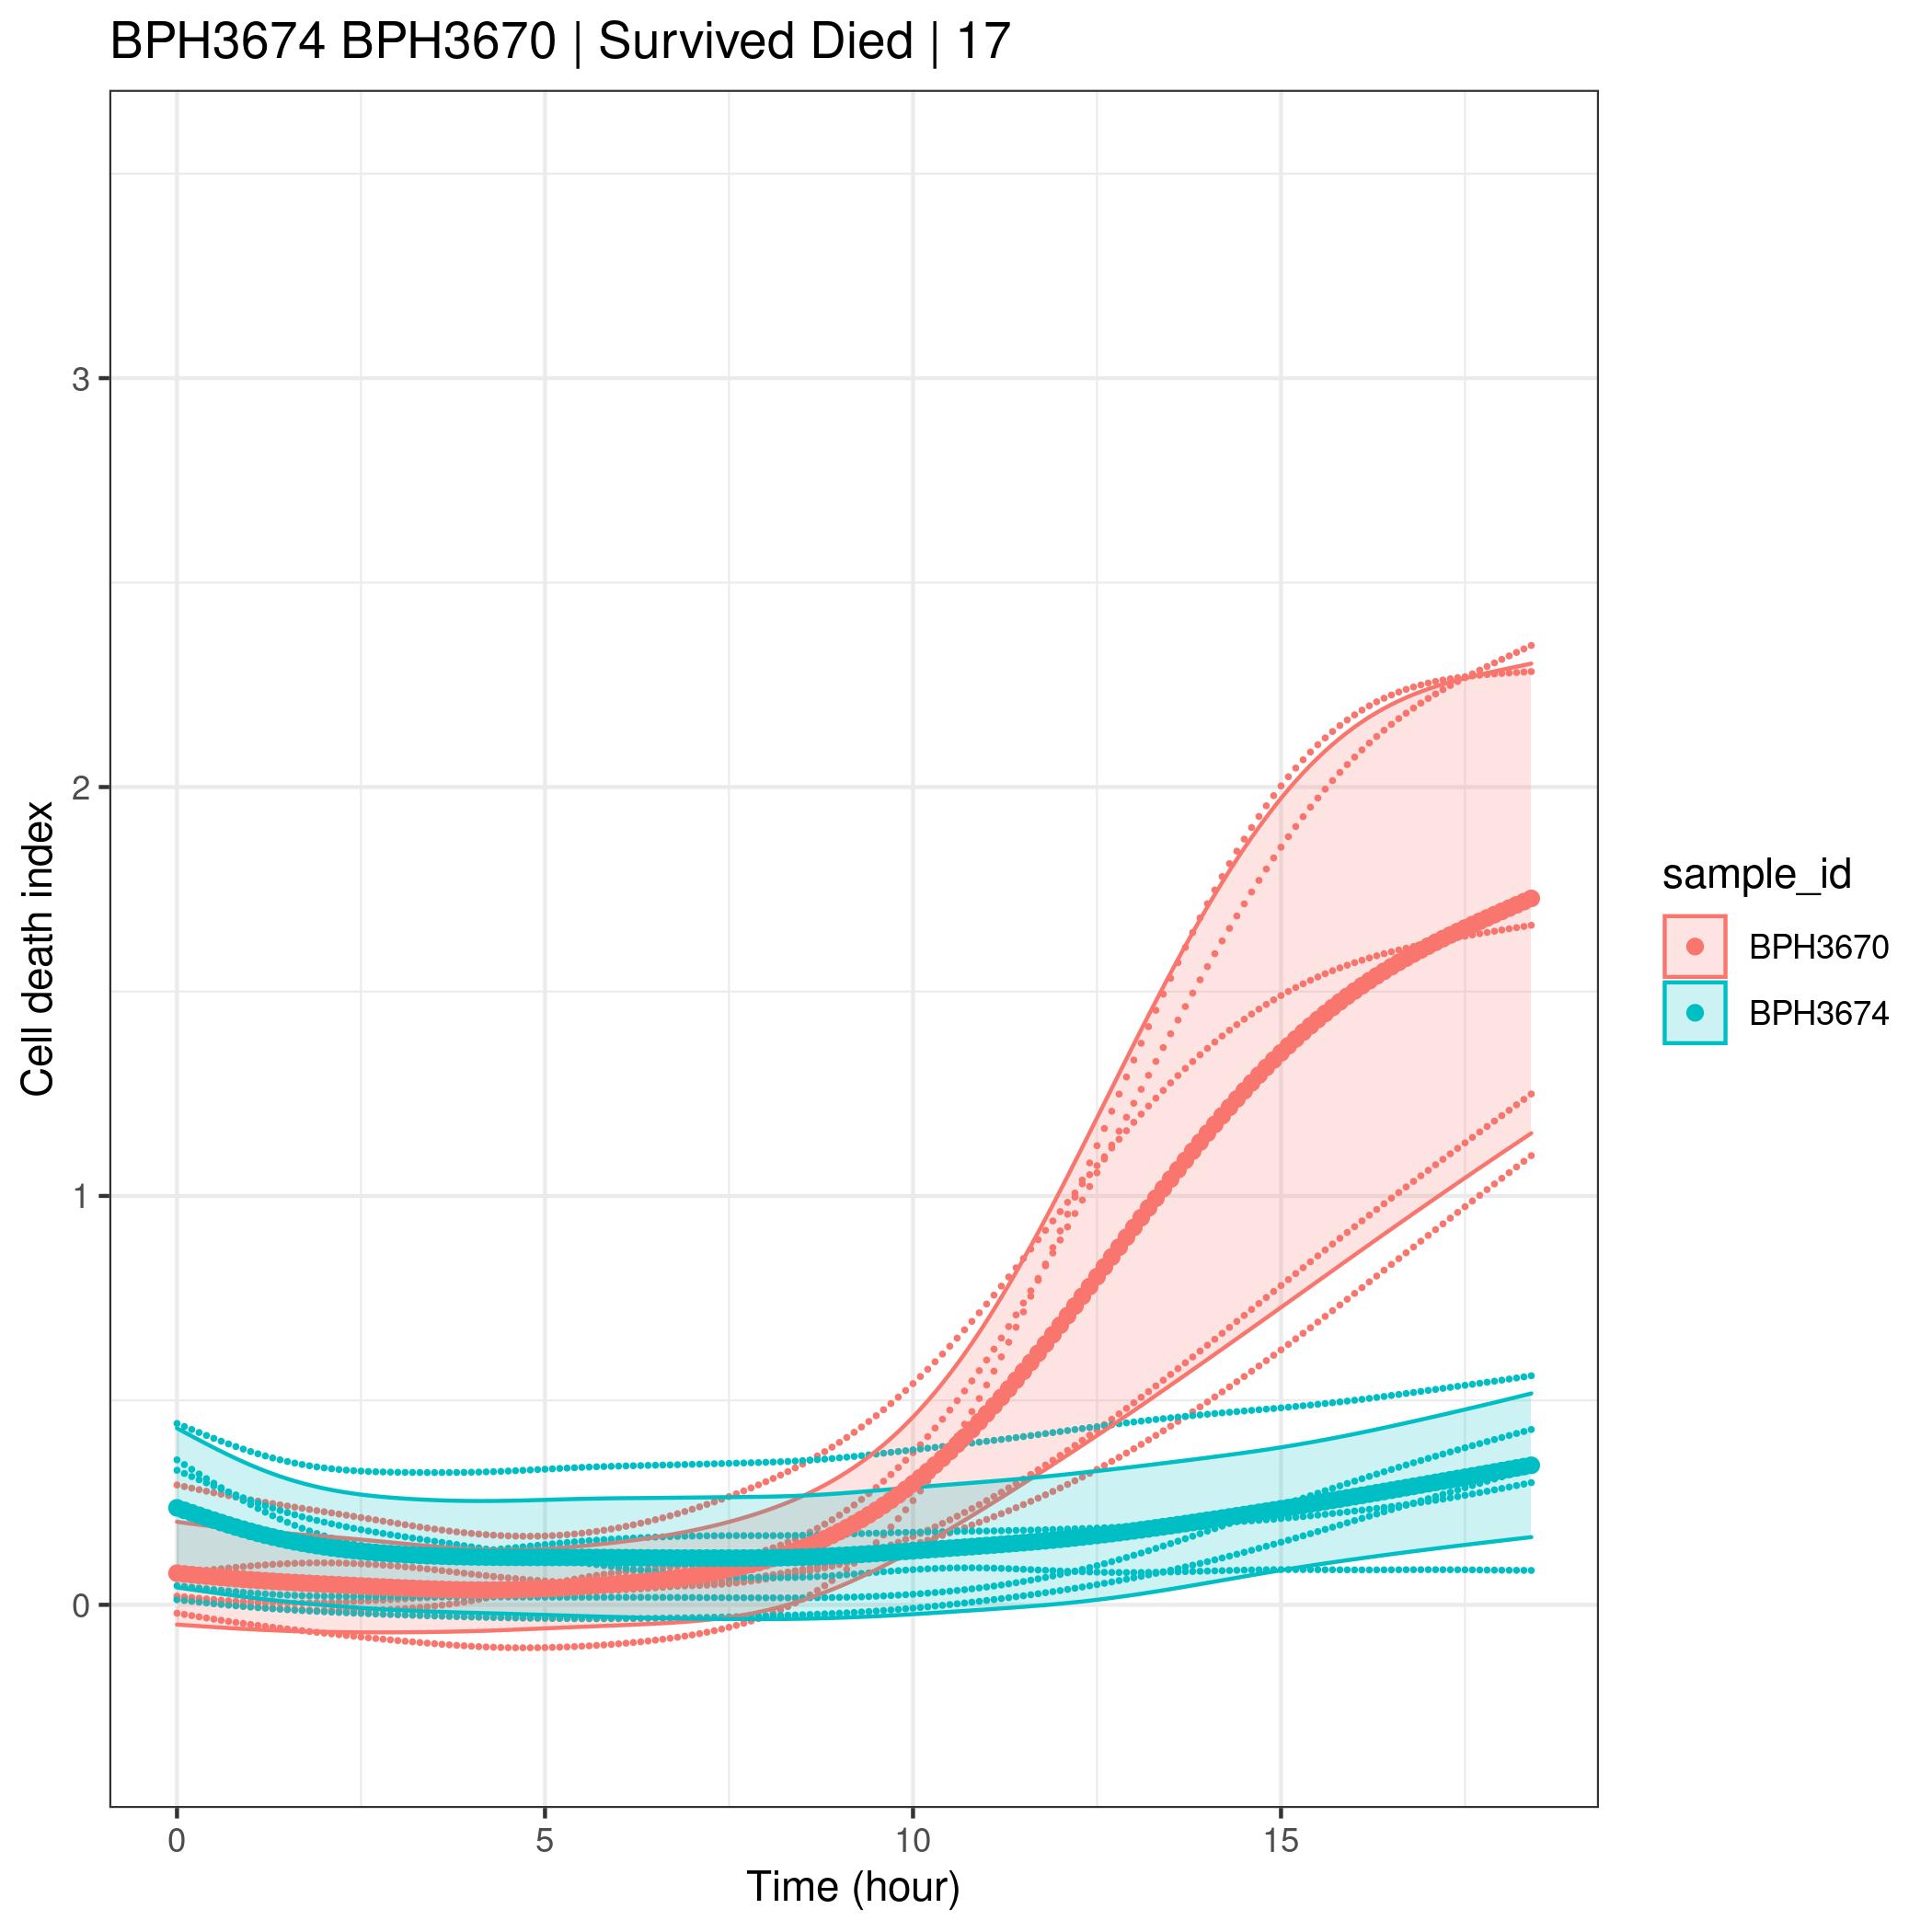 BPH3674 BPH3670 | Survived Died | 17
3
2
1
0
Cell death index
0 5 10 15
Time (hour)
sample_id
BPH3670
BPH3674